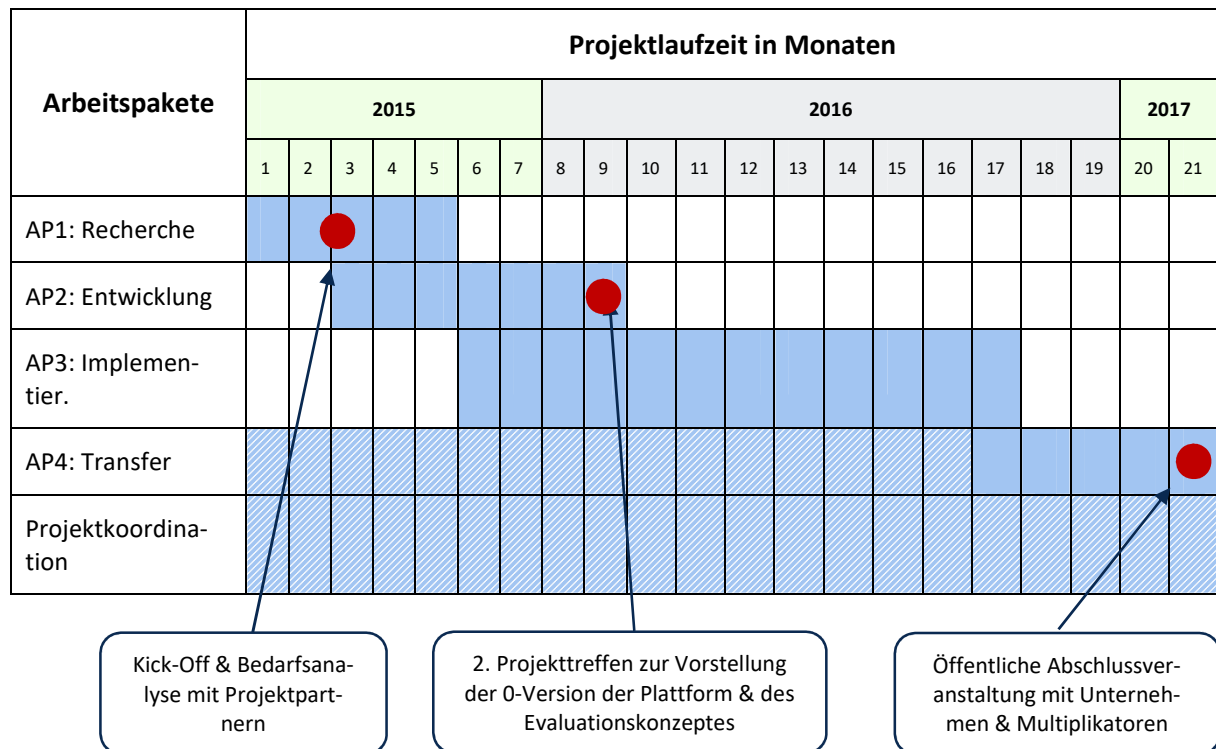 Projektlaufzeit in Monaten
Arbeitspakete
2015 2016 2017
1 2 3 4 5 6 7 8 9 10 11 12 13 14 15 16 17 18 19 20 21
AP1: Recherche
AP2: Entwicklung
AP3: Implemen-
tier.
AP4: Transfer
Projektkoordina-
tion
Kick-Off & Bedarfsana-
lyse mit Projektpart-
nern
2. Projekttreffen zur Vorstellung
der 0-Version der Plattform & des
Evaluationskonzeptes
Öffentliche Abschlussver-
anstaltung mit Unterneh-
men & Multiplikatoren